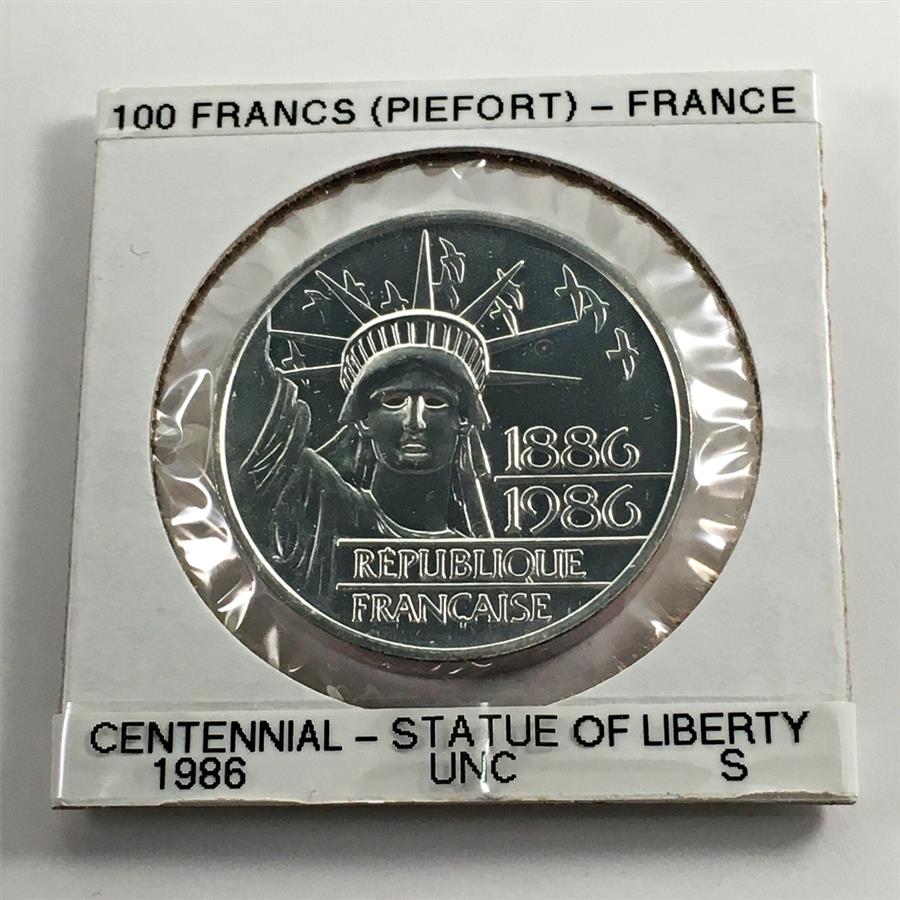 100 FRANCS (PIEFORT) – FRANCE
1886
1986
RÉPUBLIQUE
FRANÇAISE
CENTENNIAL – STATUE OF LIBERTY
1986 UNC S